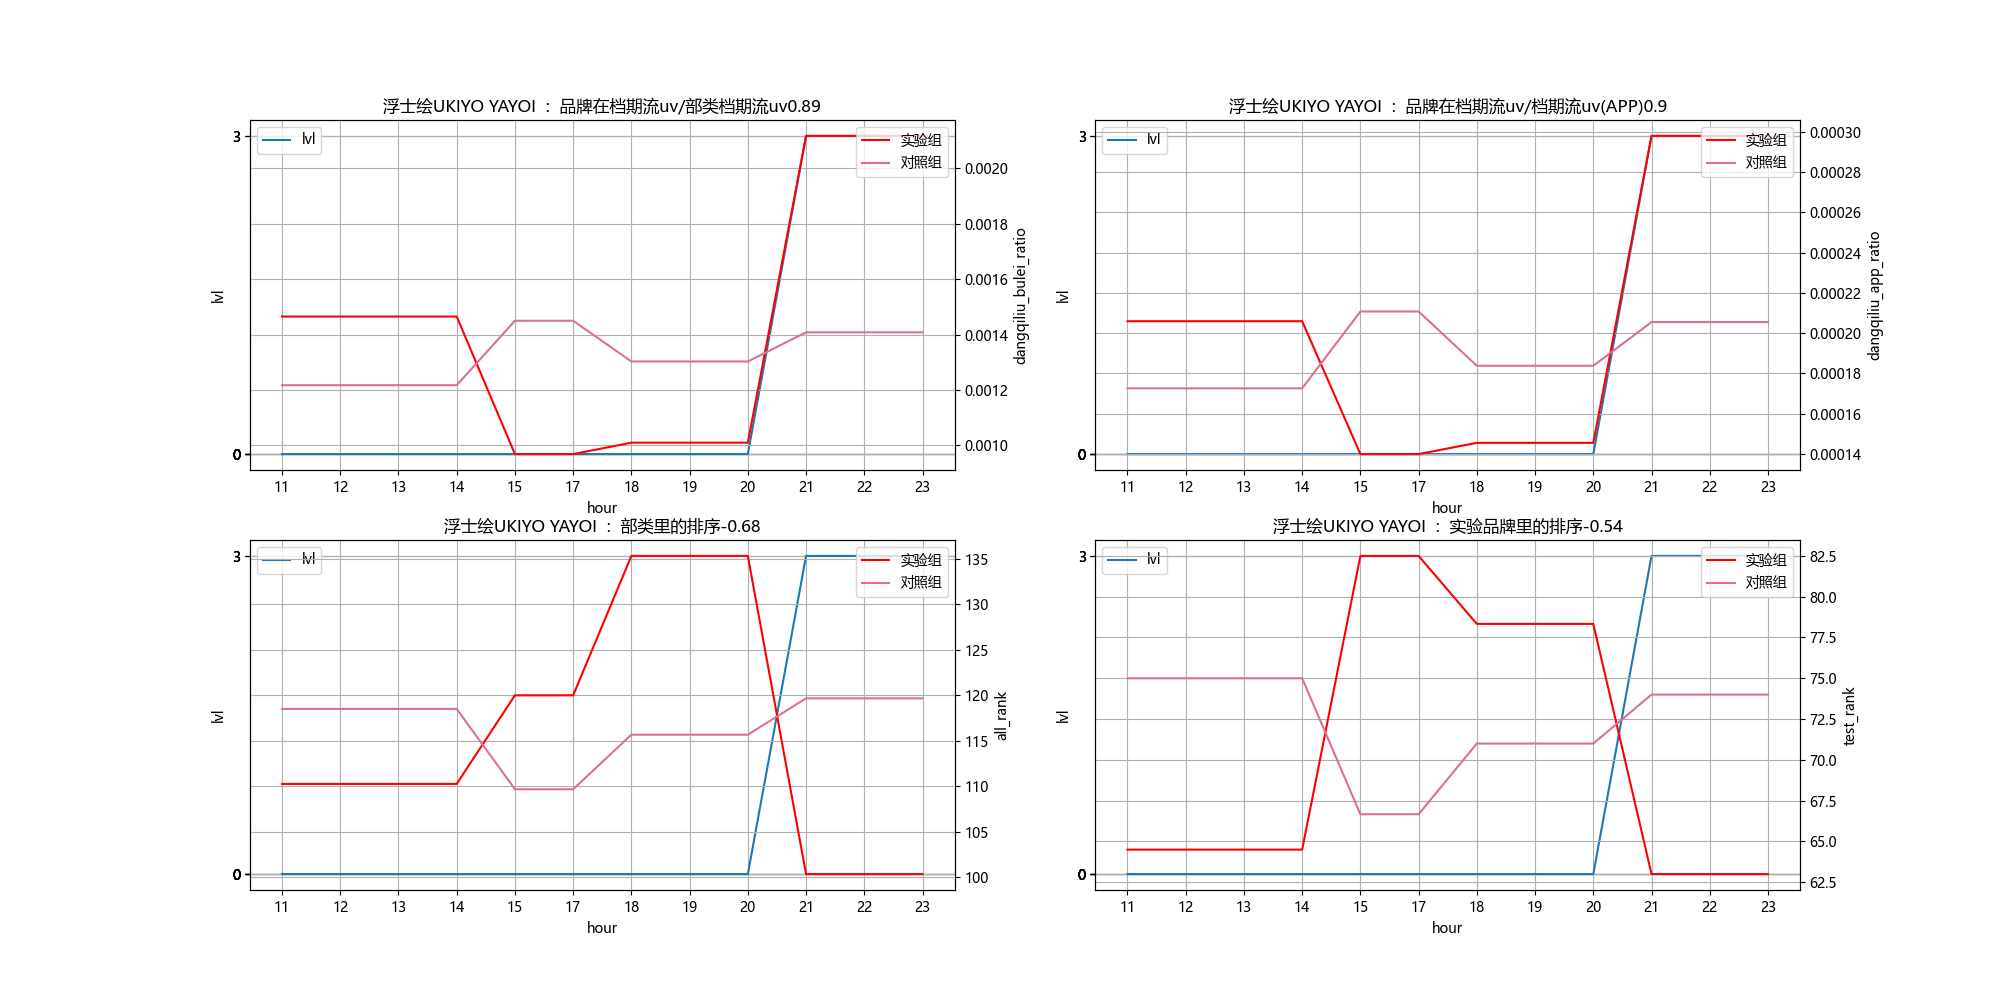 浮士绘UKIYO YAYOI ： 品牌在档期流uv/部类档期流uv0.89
lvl
实验组
对照组
3
0
lvl
0.0020
0.0018
0.0016
0.0014
0.0012
0.0010
dangqiliu_bulei_ratio
11 12 13 14 15 17 18 19 20 21 22 23
hour
浮士绘UKIYO YAYOI ： 品牌在档期流uv/档期流uv(APP)0.9
lvl
实验组
对照组
3
0
lvl
0.00030
0.00028
0.00026
0.00024
0.00022
0.00020
0.00018
0.00016
0.00014
dangqiliu_app_ratio
11 12 13 14 15 17 18 19 20 21 22 23
hour
浮士绘UKIYO YAYOI ： 部类里的排序-0.68
lvl
实验组
对照组
3
0
lvl
135
130
125
120
115
110
105
100
all_rank
11 12 13 14 15 17 18 19 20 21 22 23
hour
浮士绘UKIYO YAYOI ： 实验品牌里的排序-0.54
lvl
实验组
对照组
3
0
lvl
82.5
80.0
77.5
75.0
72.5
70.0
67.5
65.0
62.5
test_rank
11 12 13 14 15 17 18 19 20 21 22 23
hour